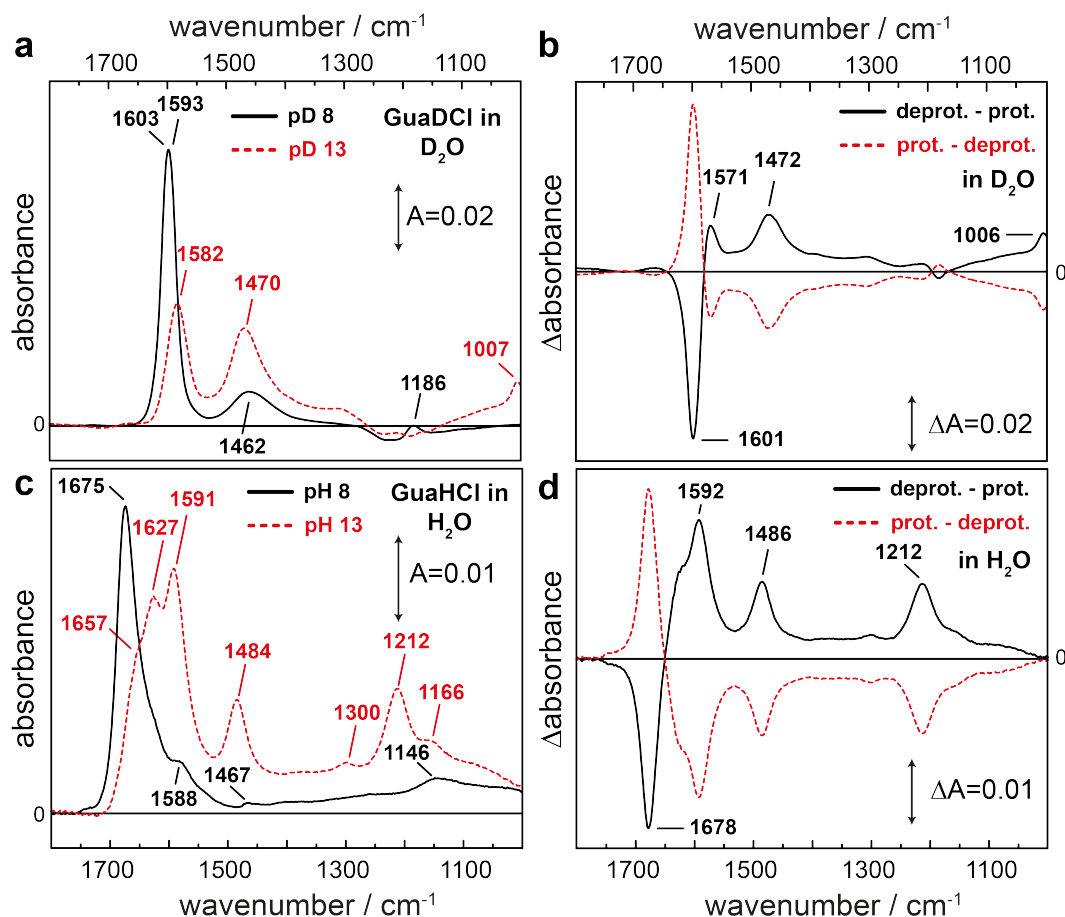 a
wavenumber / cm⁻¹
1700 1500 1300 1100
1603
1593
pD 8
pD 13
GuaDCl in
D₂O
A=0.02
1582
1470
1007
1186
1462
0
absorbance
b
wavenumber / cm⁻¹
1700 1500 1300 1100
deprot. - prot.
prot. - deprot.
in D₂O
1571
1472
1006
0
1601
ΔA=0.02
Δabsorbance
c
1675
1591
1627
1657
pH 8
pH 13
GuaHCl in
H₂O
A=0.01
1484
1212
1300
1166
1146
1467
1588
0
absorbance
1700 1500 1300 1100
wavenumber / cm⁻¹
d
1592
deprot. - prot.
prot. - deprot.
in H₂O
1486
1212
0
1678
ΔA=0.01
Δabsorbance
1700 1500 1300 1100
wavenumber / cm⁻¹